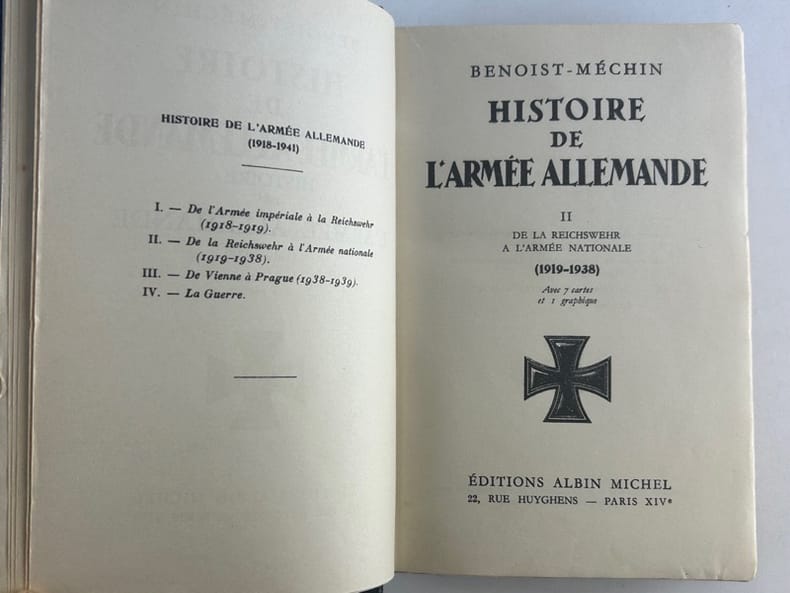 HISTOIRE DE L'ARMÉE ALLEMANDE
(1918-1941)
I. — De l'Armée impériale à la Reichswehr
(1918-1919).
II. — De la Reichswehr à l'Armée nationale
(1919-1938).
III. — De Vienne à Prague (1938-1939).
IV. — La Guerre.
BENOIST-MÉCHIN
HISTOIRE
DE
L'ARMÉE ALLEMANDE
II
DE LA REICHSWEHR
A L'ARMÉE NATIONALE
(1919-1938)
Avec 7 cartes
et 1 graphique
ÉDITIONS ALBIN MICHEL
22, RUE HUYGHENS — PARIS XIVe